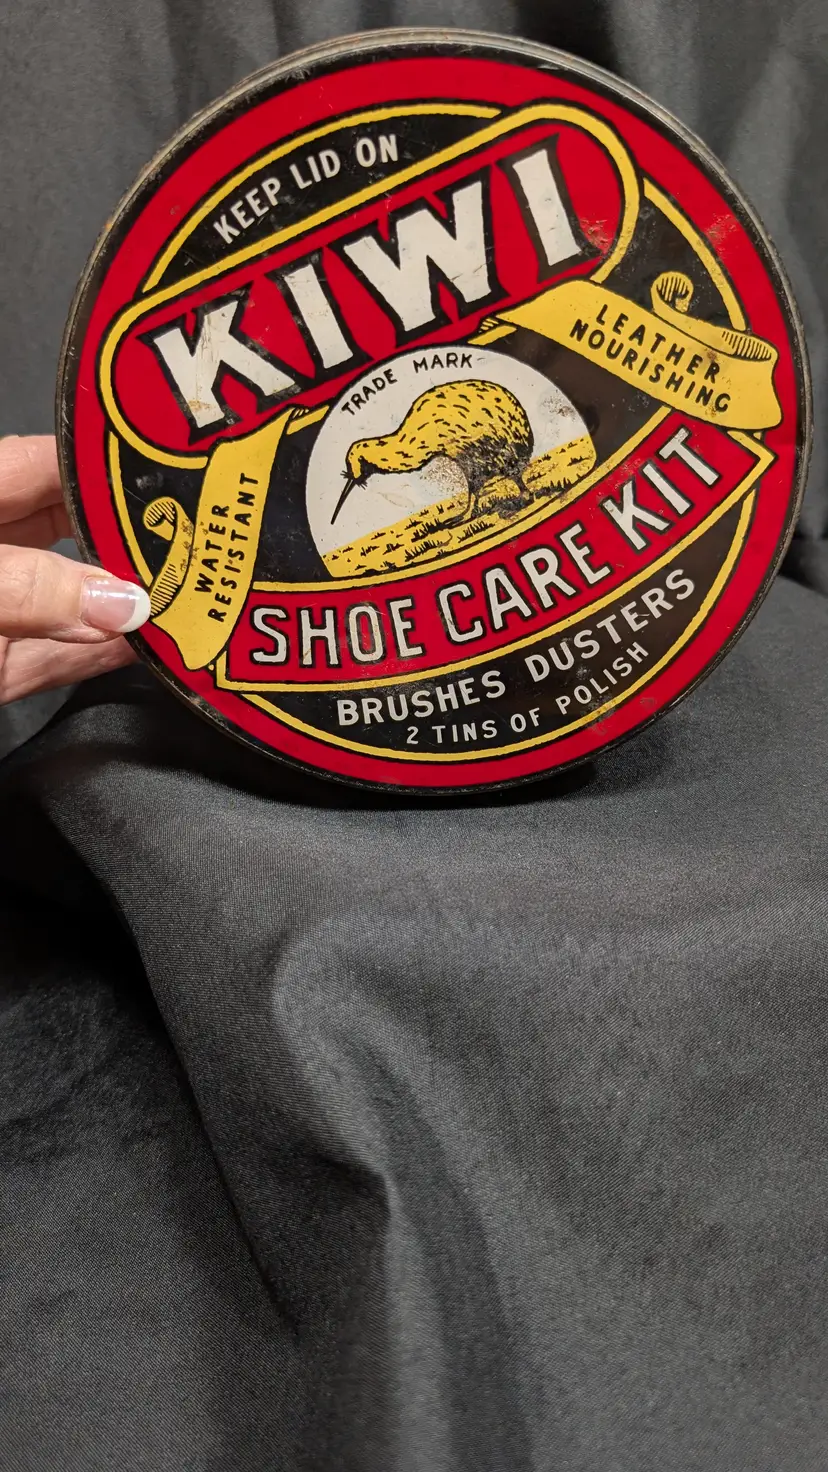 KEEP LID ON
KIWI
LEATHER
NOURISHING
TRADE MARK
WATER
RESISTANT
SHOE CARE KIT
BRUSHES DUSTERS
2 TINS OF POLISH